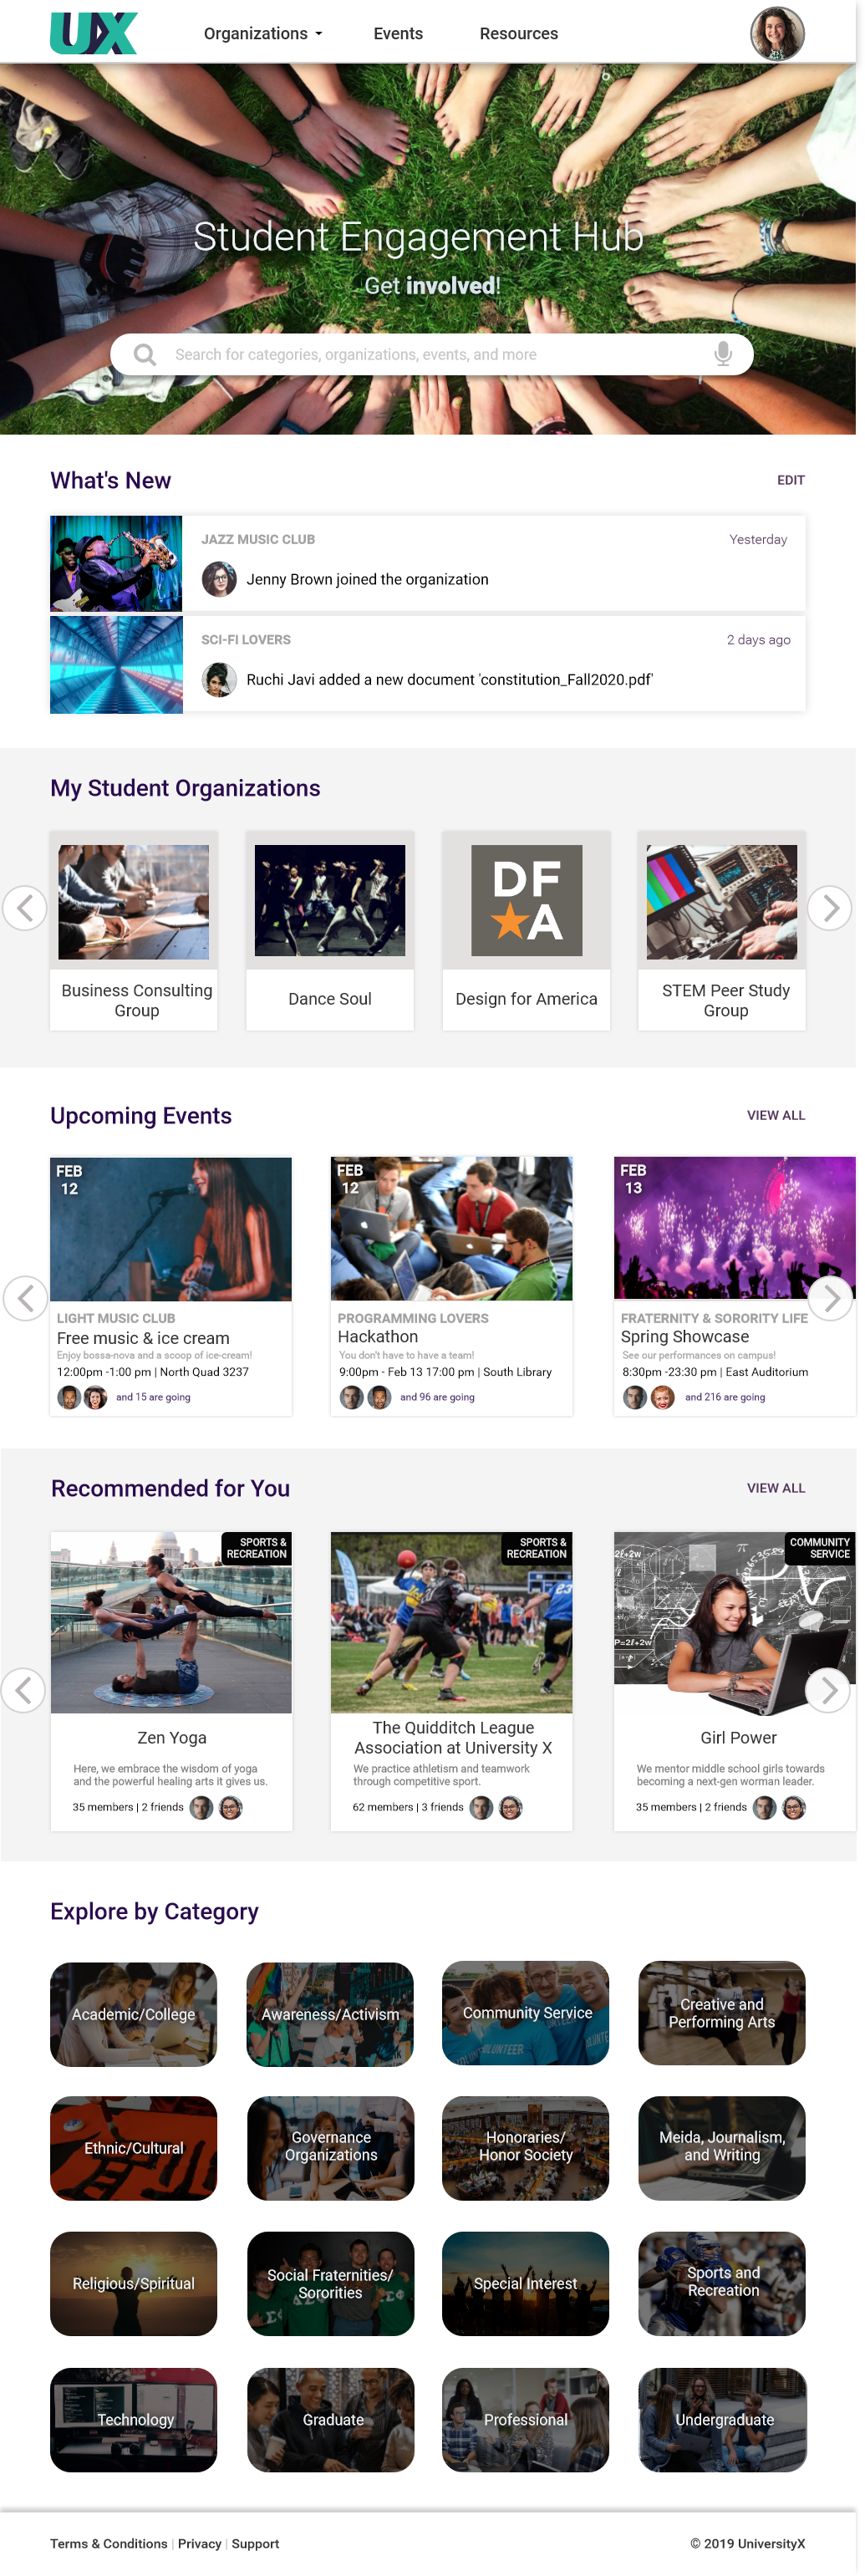 UX
Organizations
Events
Resources
Student Engagement Hub
Get involved!
Search for categories, organizations, events, and more
What's New
EDIT
JAZZ MUSIC CLUB
Yesterday
Jenny Brown joined the organization
SCI-FI LOVERS
2 days ago
Ruchi Javi added a new document 'constitution_Fall2020.pdf'
My Student Organizations
DF
A
Business Consulting
Group
Dance Soul
Design for America
STEM Peer Study
Group
Upcoming Events
VIEW ALL
FEB
12
LIGHT MUSIC CLUB
Free music & ice cream
Enjoy bossa-nova and a scoop of ice-cream!
12:00pm -1:00 pm | North Quad 3237
and 15 are going
FEB
12
PROGRAMMING LOVERS
Hackathon
You don't have to have a team!
9:00pm - Feb 13 17:00 pm | South Library
and 96 are going
FEB
13
FRATERNITY & SORORITY LIFE
Spring Showcase
See our performances on campus!
8:30pm -23:30 pm | East Auditorium
and 216 are going
Recommended for You
VIEW ALL
SPORTS &
RECREATION
Zen Yoga
Here, we embrace the wisdom of yoga
and the powerful healing arts it gives us.
35 members | 2 friends
SPORTS &
RECREATION
23
The Quidditch League
Association at University X
We practice athletism and teamwork
through competitive sport.
62 members | 3 friends
COMMUNITY
SERVICE
2ℓ+2w
P=2ℓ+2w
Girl Power
We mentor middle school girls towards
becoming a next-gen worman leader.
35 members | 2 friends
Explore by Category
Academic/College
Awareness/Activism
Community Service
VOLUNTEER
Creative and
Performing Arts
Ethnic/Cultural
Governance
Organizations
Honoraries/
Honor Society
Meida, Journalism,
and Writing
Religious/Spiritual
Social Fraternities/
Sororities
Special Interest
Sports and
Recreation
Technology
Graduate
Professional
Undergraduate
Terms & Conditions | Privacy | Support
© 2019 UniversityX